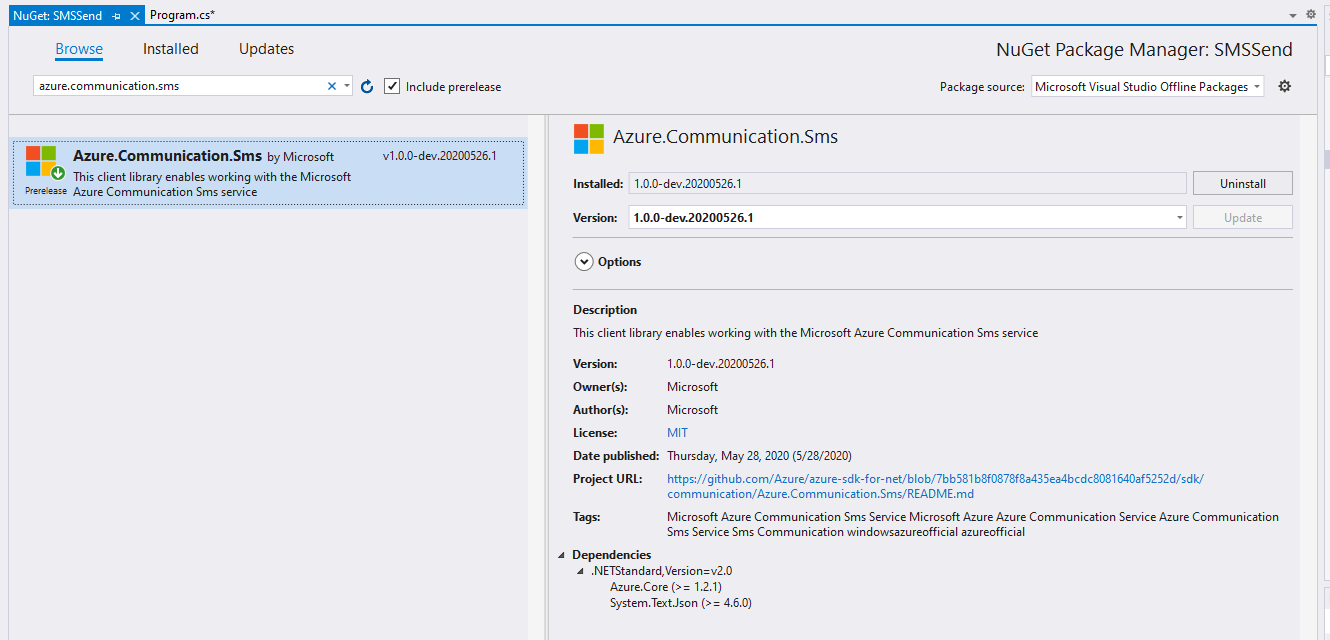 NuGet: SMSSend
Program.cs*
Browse
Installed
Updates
NuGet Package Manager: SMSSend
azure.communication.sms
Include prerelease
Package source:
Microsoft Visual Studio Offline Packages
Azure.Communication.Sms by Microsoft
v1.0.0-dev.20200526.1
This client library enables working with the Microsoft
Azure Communication Sms service
Prerelease
Azure.Communication.Sms
Installed:
1.0.0-dev.20200526.1
Uninstall
Version:
1.0.0-dev.20200526.1
Update
Options
Description
This client library enables working with the Microsoft Azure Communication Sms service
Version: 1.0.0-dev.20200526.1
Owner(s): Microsoft
Author(s): Microsoft
License: MIT
Date published: Thursday, May 28, 2020 (5/28/2020)
Project URL: https://github.com/Azure/azure-sdk-for-net/blob/7bb581b8f0878f8a435ea4bcdc8081640af5252d/sdk/
communication/Azure.Communication.Sms/README.md
Tags: Microsoft Azure Communication Sms Service Microsoft Azure Azure Communication Service Azure Communication
Sms Service Sms Communication windowsazureofficial azureofficial
Dependencies
.NETStandard,Version=v2.0
Azure.Core (>= 1.2.1)
System.Text.Json (>= 4.6.0)